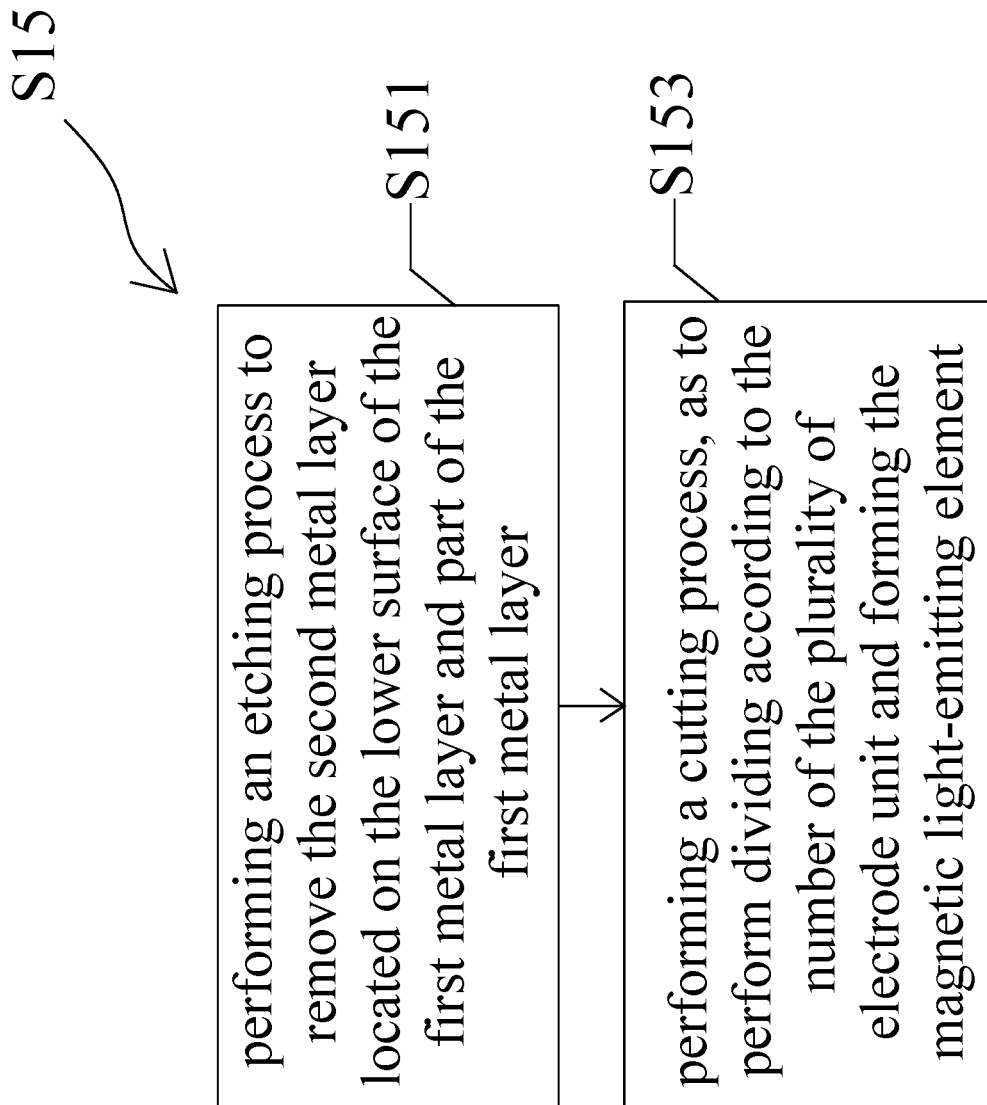 S15
performing an etching process to
remove the second metal layer
located on the lower surface of the
first metal layer and part of the
first metal layer
S151
performing a cutting process, as to
perform dividing according to the
number of the plurality of
electrode unit and forming the
magnetic light-emitting element
S153